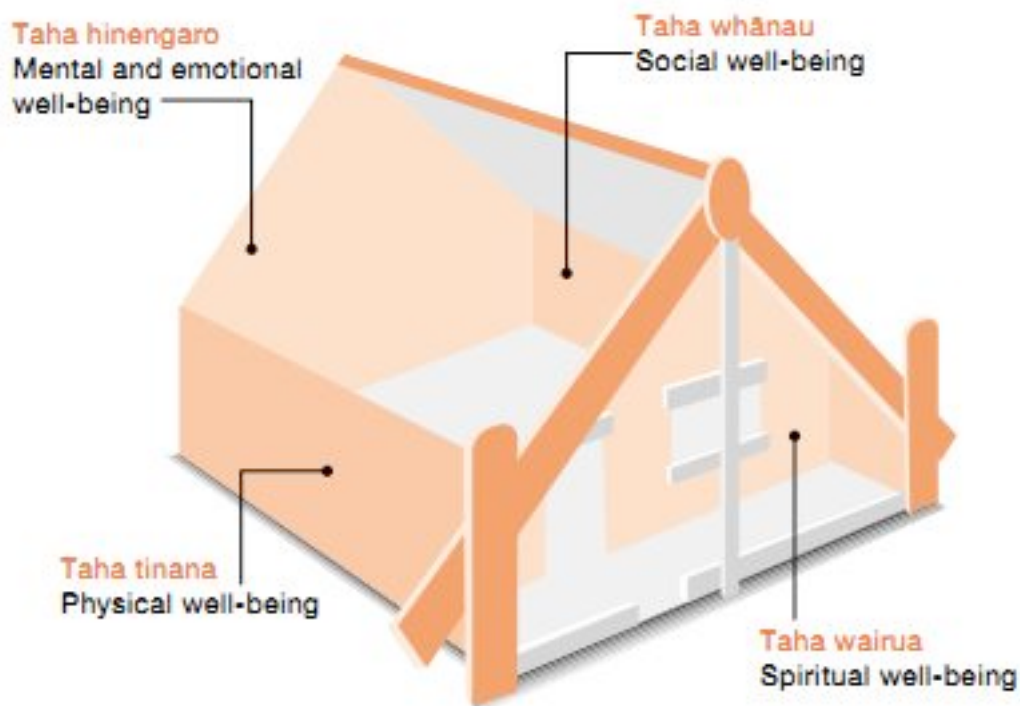 Taha hinengaro
Mental and emotional
well-being
Taha whānau
Social well-being
Taha tinana
Physical well-being
Taha wairua
Spiritual well-being